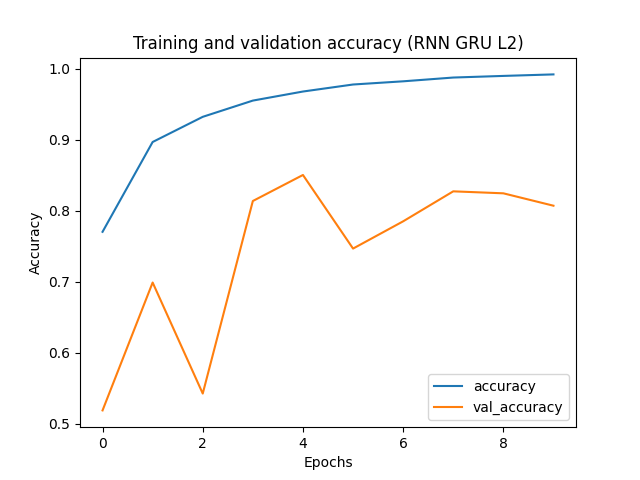 Training and validation accuracy (RNN GRU L2)
Accuracy
1.0
0.9
0.8
0.7
0.6
0.5
0 2 4 6 8
Epochs
accuracy
val_accuracy